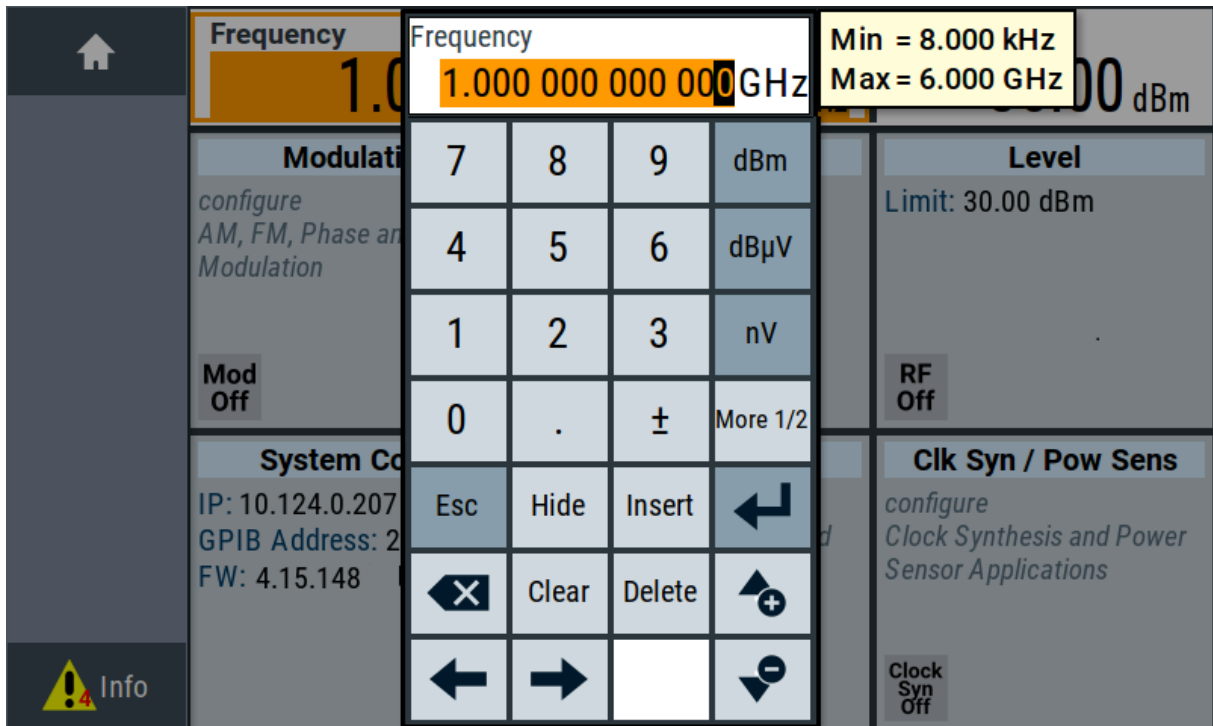 Frequency
1.0
Frequency
1.000 000 000 000 GHz
Min = 8.000 kHz
Max = 6.000 GHz
00 dBm
Modulati
configure
AM, FM, Phase an
Modulation
Mod
Off
7 8 9 dBm
4 5 6 dBµV
1 2 3 nV
0 . ± More 1/2
Esc Hide Insert
Clear Delete
Level
Limit: 30.00 dBm
RF
Off
System Co
IP: 10.124.0.207
GPIB Address: 2
FW: 4.15.148
d
Clk Syn / Pow Sens
configure
Clock Synthesis and Power
Sensor Applications
Clock
Syn
Off
4 Info